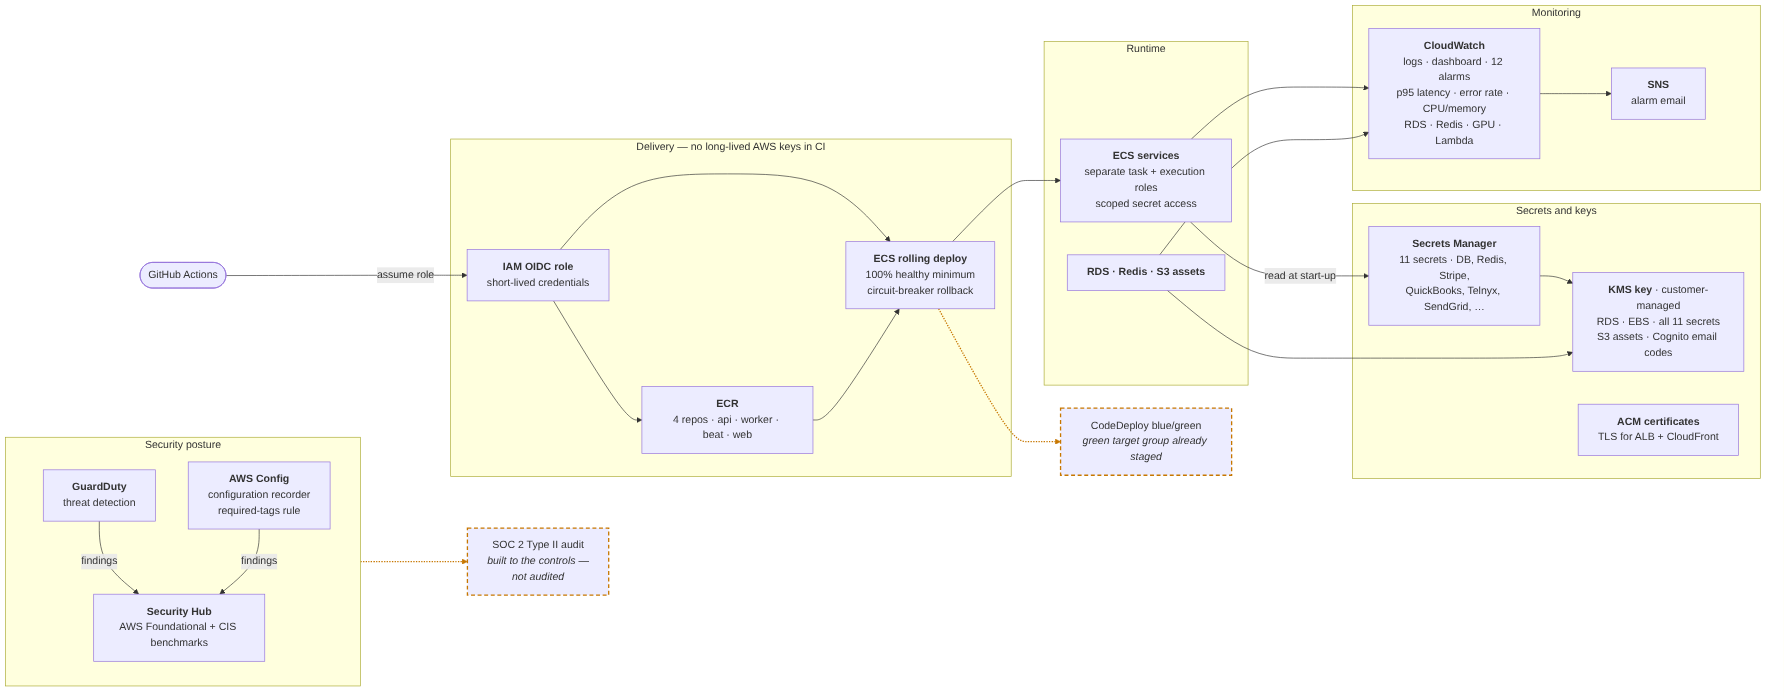 Monitoring
CloudWatch
logs · dashboard · 12
alarms
p95 latency · error rate ·
CPU/memory
RDS · Redis · GPU ·
Lambda
SNS
alarm email
Runtime
ECS services
separate task + execution
roles
scoped secret access
RDS · Redis · S3 assets
Delivery — no long-lived AWS keys in CI
GitHub Actions
assume role
IAM OIDC role
short-lived credentials
ECS rolling deploy
100% healthy minimum
circuit-breaker rollback
ECR
4 repos · api · worker ·
beat · web
Secrets and keys
read at start-up
Secrets Manager
11 secrets · DB, Redis,
Stripe,
QuickBooks, Telnyx,
SendGrid, …
KMS key · customer-
managed
RDS · EBS · all 11 secrets
S3 assets · Cognito email
codes
ACM certificates
TLS for ALB + CloudFront
CodeDeploy blue/green
green target group already
staged
Security posture
GuardDuty
threat detection
AWS Config
configuration recorder
required-tags rule
findings
findings
Security Hub
AWS Foundational + CIS
benchmarks
SOC 2 Type II audit
built to the controls —
not audited